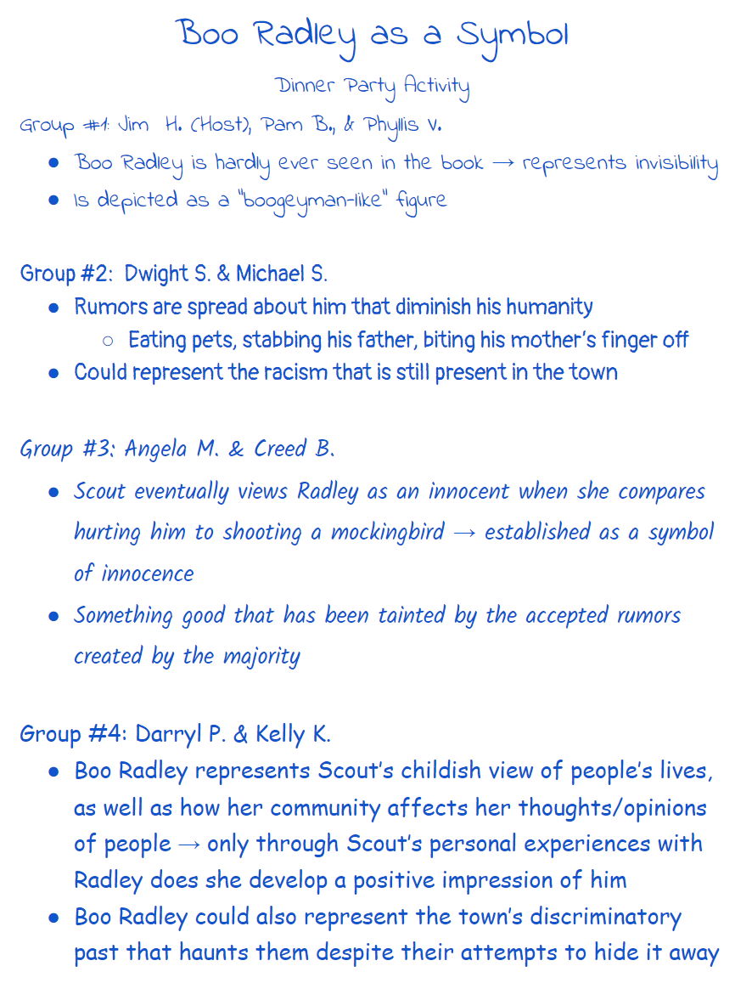 Boo Radley as a Symbol
Dinner Party Activity
Group #1: Jim H. (Host), Pam B., & Phyllis V.
● Boo Radley is hardly ever seen in the book → represents invisibility
● Is depicted as a "boogeyman-like" figure
Group #2: Dwight S. & Michael S.
● Rumors are spread about him that diminish his humanity
○ Eating pets, stabbing his father, biting his mother's finger off
● Could represent the racism that is still present in the town
Group #3: Angela M. & Creed B.
● Scout eventually views Radley as an innocent when she compares
hurting him to shooting a mockingbird → established as a symbol
of innocence
● Something good that has been tainted by the accepted rumors
created by the majority
Group #4: Darryl P. & Kelly K.
● Boo Radley represents Scout's childish view of people's lives,
as well as how her community affects her thoughts/opinions
of people → only through Scout's personal experiences with
Radley does she develop a positive impression of him
● Boo Radley could also represent the town's discriminatory
past that haunts them despite their attempts to hide it away